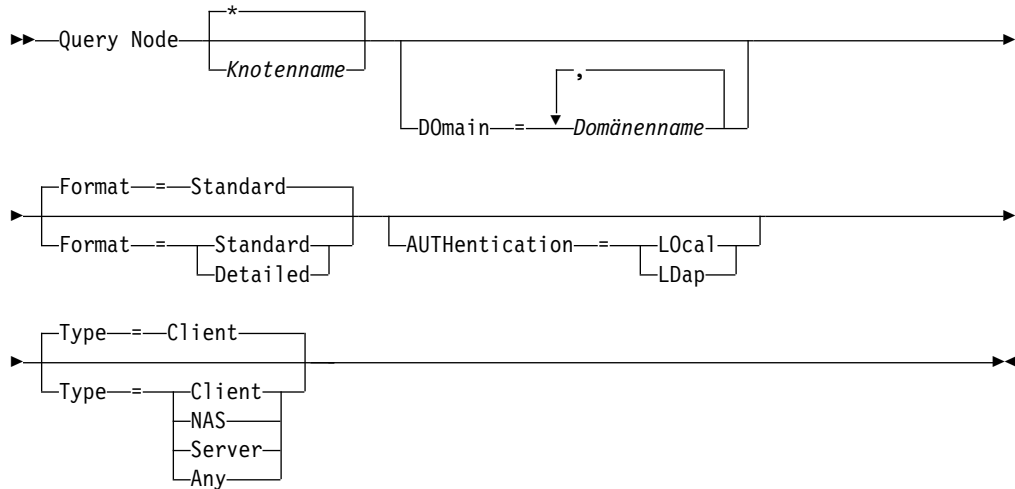 *
Query Node
Knotenname
,
DOmain = Domänenname
Format = Standard
Format = Standard
Detailed
AUTHentication = LOcal
LDap
Type = Client
Type = Client
NAS
Server
Any